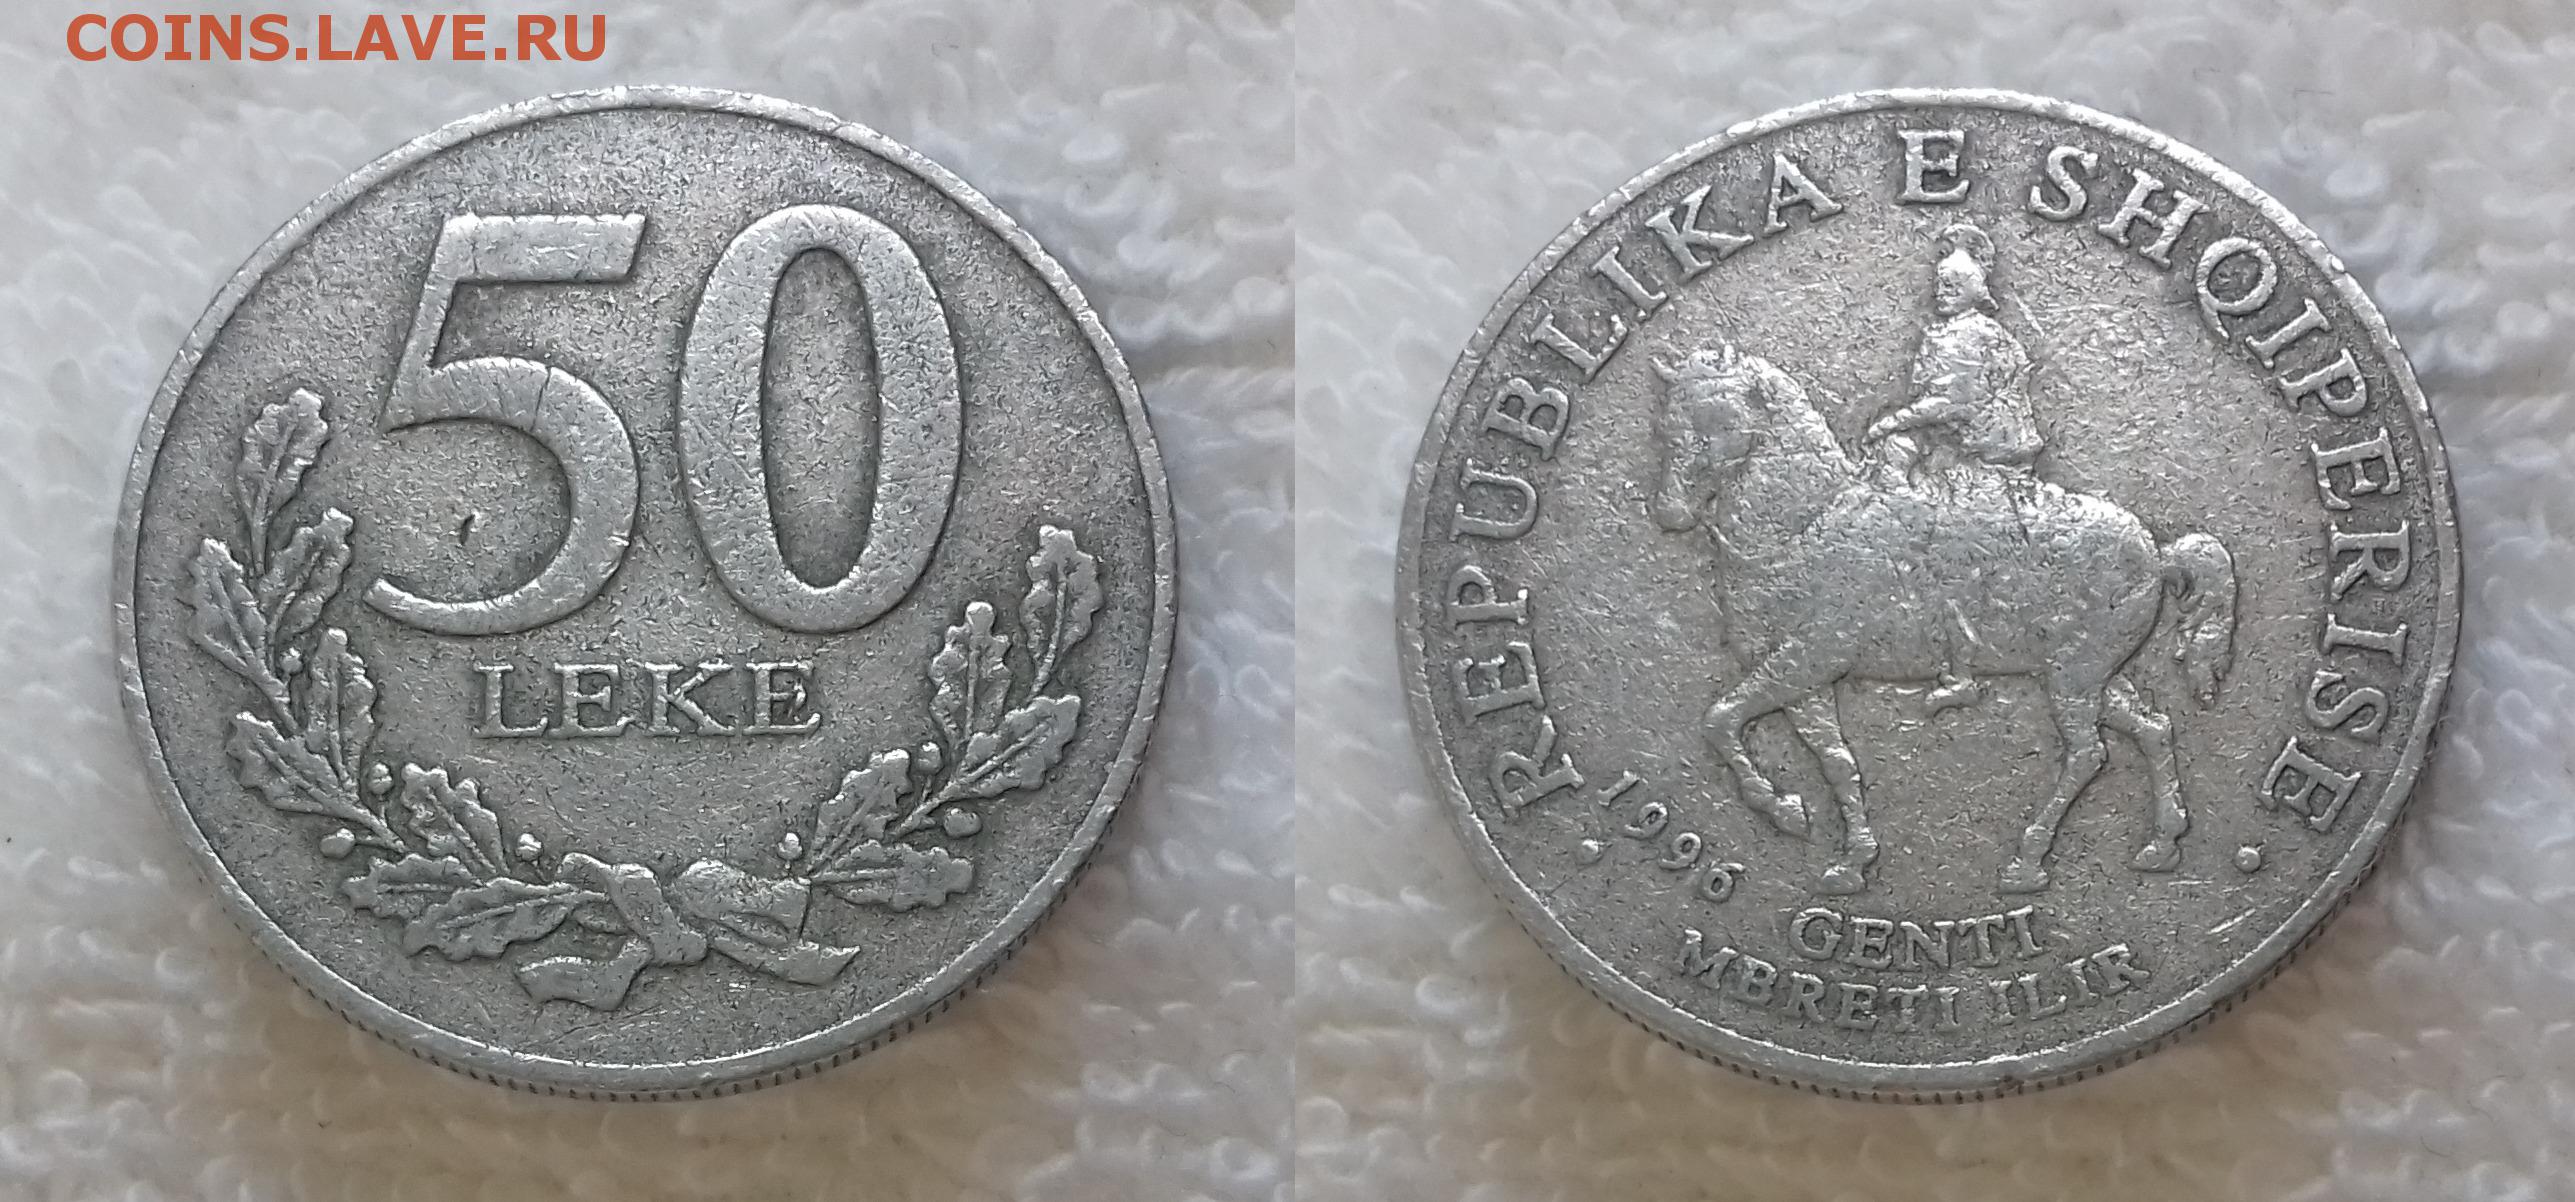 COINS.LAVE.RU
50
LEKE
REPUBLIKA E SHQIPERISE
1996
GENTI
MBRETI ILIR